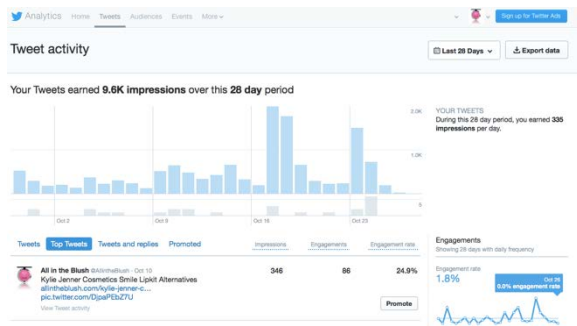 Analytics Home Tweets Audiences Events More
Sign up for Twitter Ads
Tweet activity
Last 28 Days
Export data
Your Tweets earned 9.6K impressions over this 28 day period
2.0K
1.0K
5
Oct 2
Oct 9
Oct 16
Oct 23
YOUR TWEETS
During this 28 day period, you earned 335
impressions per day.
Tweets Top Tweets Tweets and replies Promoted
Impressions Engagements Engagement rate
All in the Blush @AllintheBlush · Oct 10
Kylie Jenner Cosmetics Smile Lipkit Alternatives
allintheblush.com/kylie-jenner-c...
pic.twitter.com/DjpaPEbZ7U
View Tweet activity
346 86 24.9%
Promote
Engagements
Showing 28 days with daily frequency
Engagement rate
1.8%
Oct 25
0.0% engagement rate